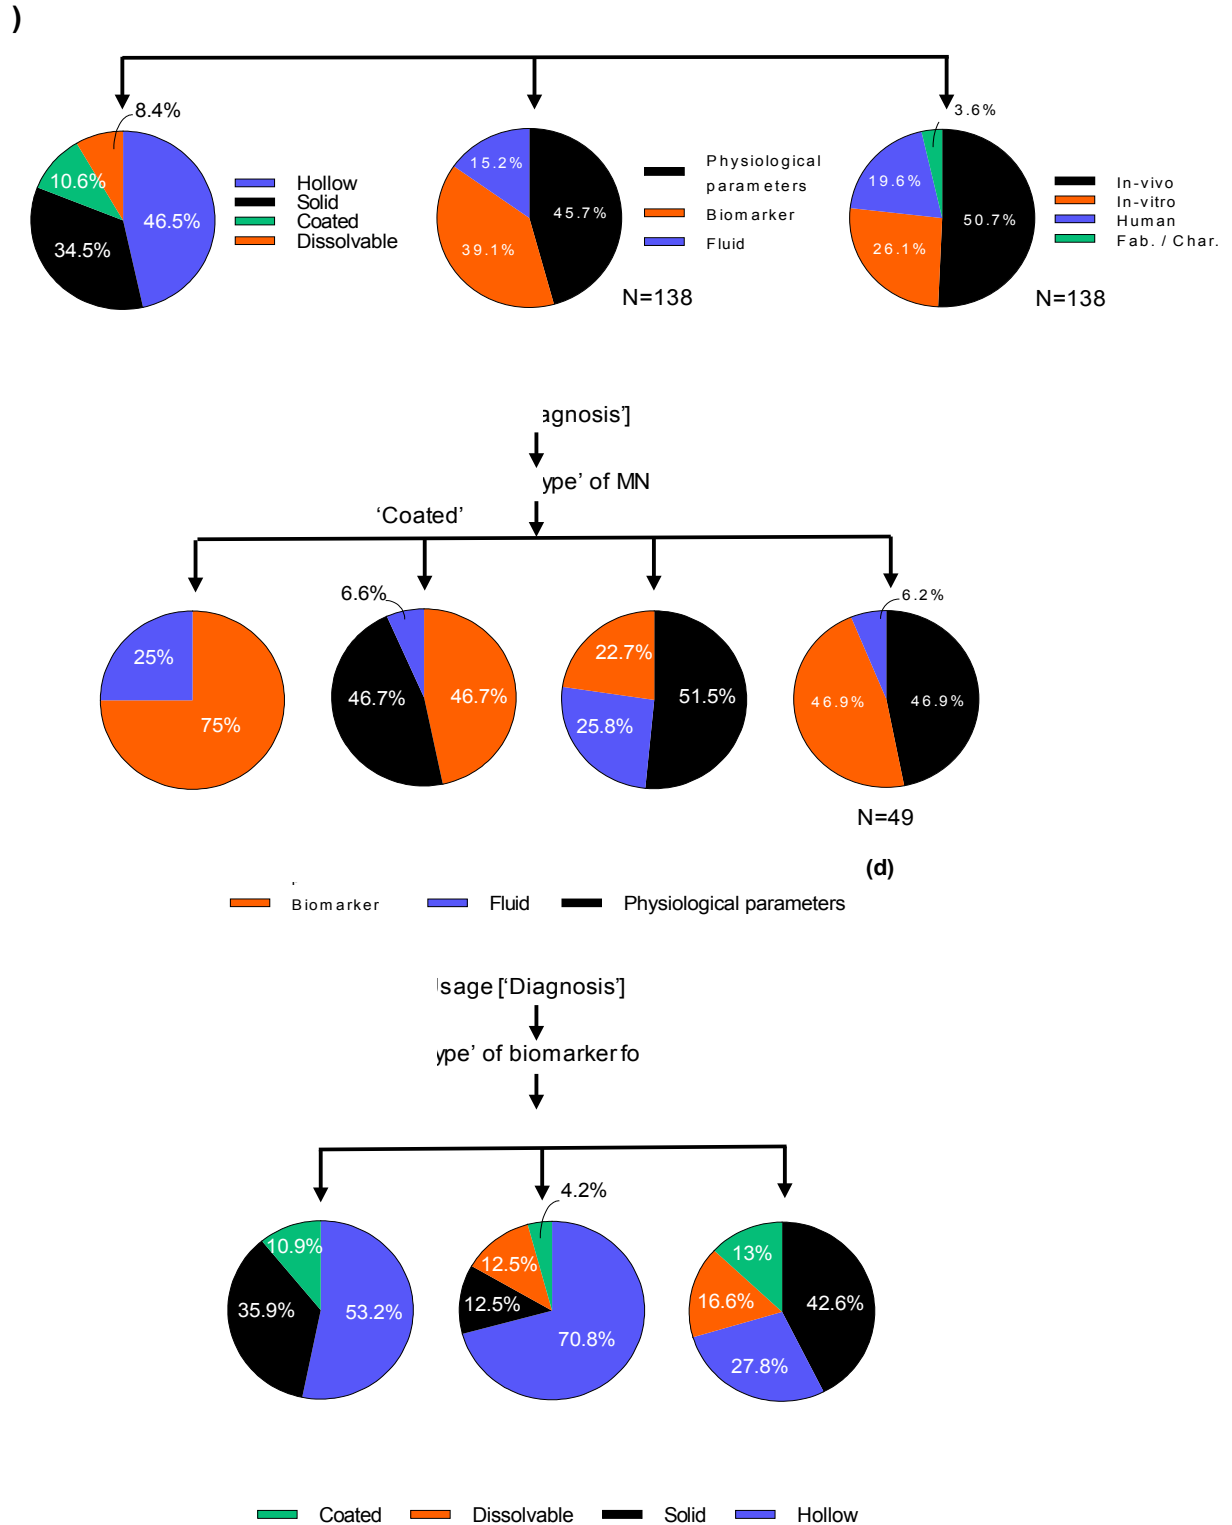 )
8.4%
10.6%
34.5%
46.5%
Hollow
Solid
Coated
Dissolvable
15.2%
39.1%
45.7%
Physiological
parameters
Biomarker
Fluid
N=138
3.6%
19.6%
26.1%
50.7%
In-vivo
In-vitro
Human
Fab. / Char.
N=138
agnosis’]
ype’ of MN
‘Coated’
25%
75%
6.6%
46.7%
46.7%
22.7%
25.8%
51.5%
6.2%
46.9%
46.9%
N=49
(d)
Biomarker
Fluid
Physiological parameters
sage [‘Diagnosis’]
ype’ of biomarker fo
10.9%
35.9%
53.2%
4.2%
12.5%
12.5%
70.8%
13%
16.6%
27.8%
42.6%
Coated
Dissolvable
Solid
Hollow